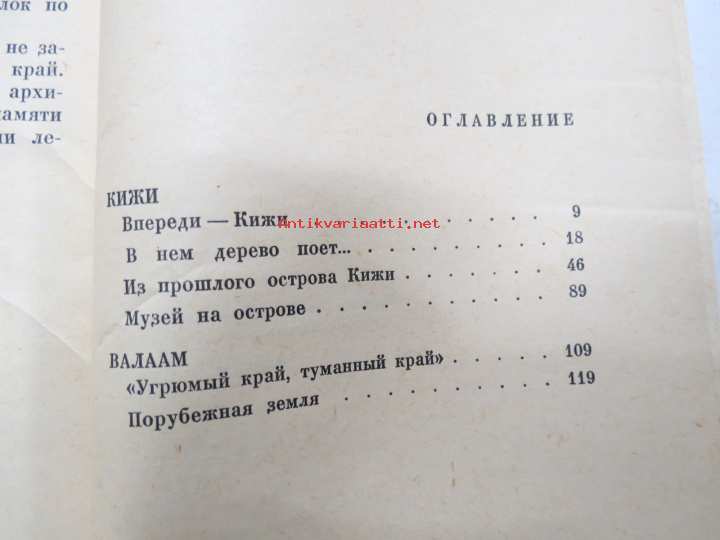 лок по
не за-
край.
архи-
памяти
ле-
ОГЛАВЛЕНИЕ
КИЖИ
Впереди — Кижи . . . . . . . . . 9
В нем дерево поет... . . . . . . . . . 18
Из прошлого острова Кижи . . . . . . . 46
Музей на острове . . . . . . . . . . . 89
ВАЛААМ
«Угрюмый край, туманный край» . . . . . 109
Порубежная земля . . . . . . . . . . 119
Antikvariaatti.net